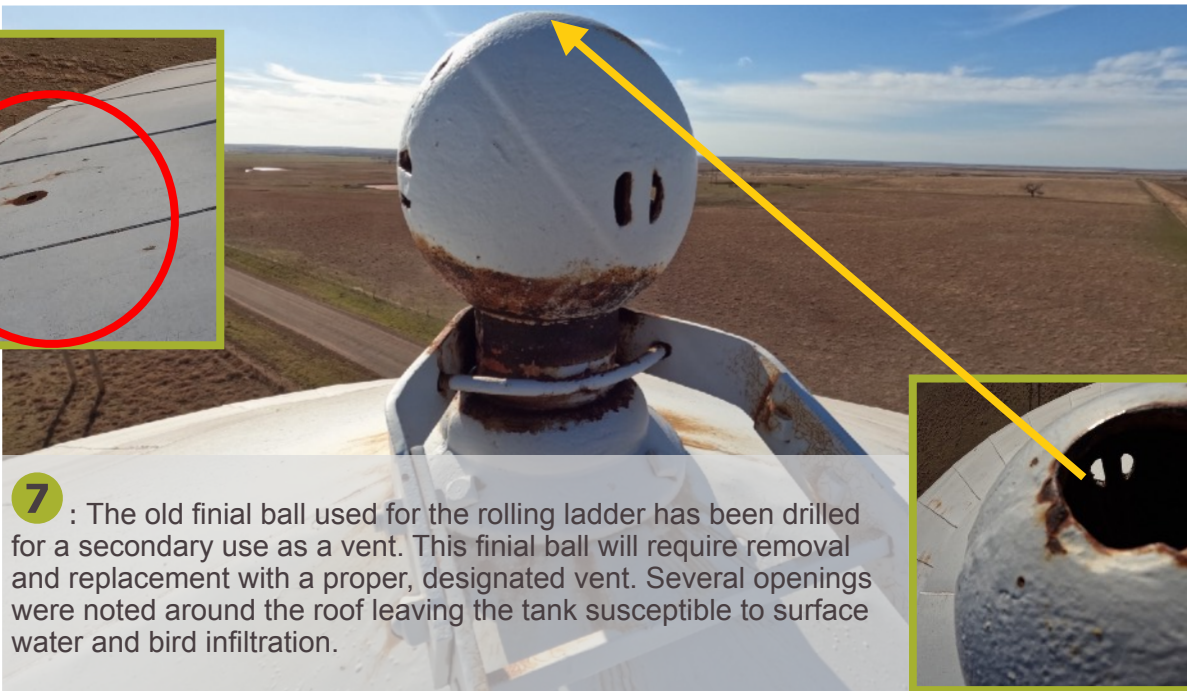 7 : The old finial ball used for the rolling ladder has been drilled
for a secondary use as a vent. This finial ball will require removal
and replacement with a proper, designated vent. Several openings
were noted around the roof leaving the tank susceptible to surface
water and bird infiltration.